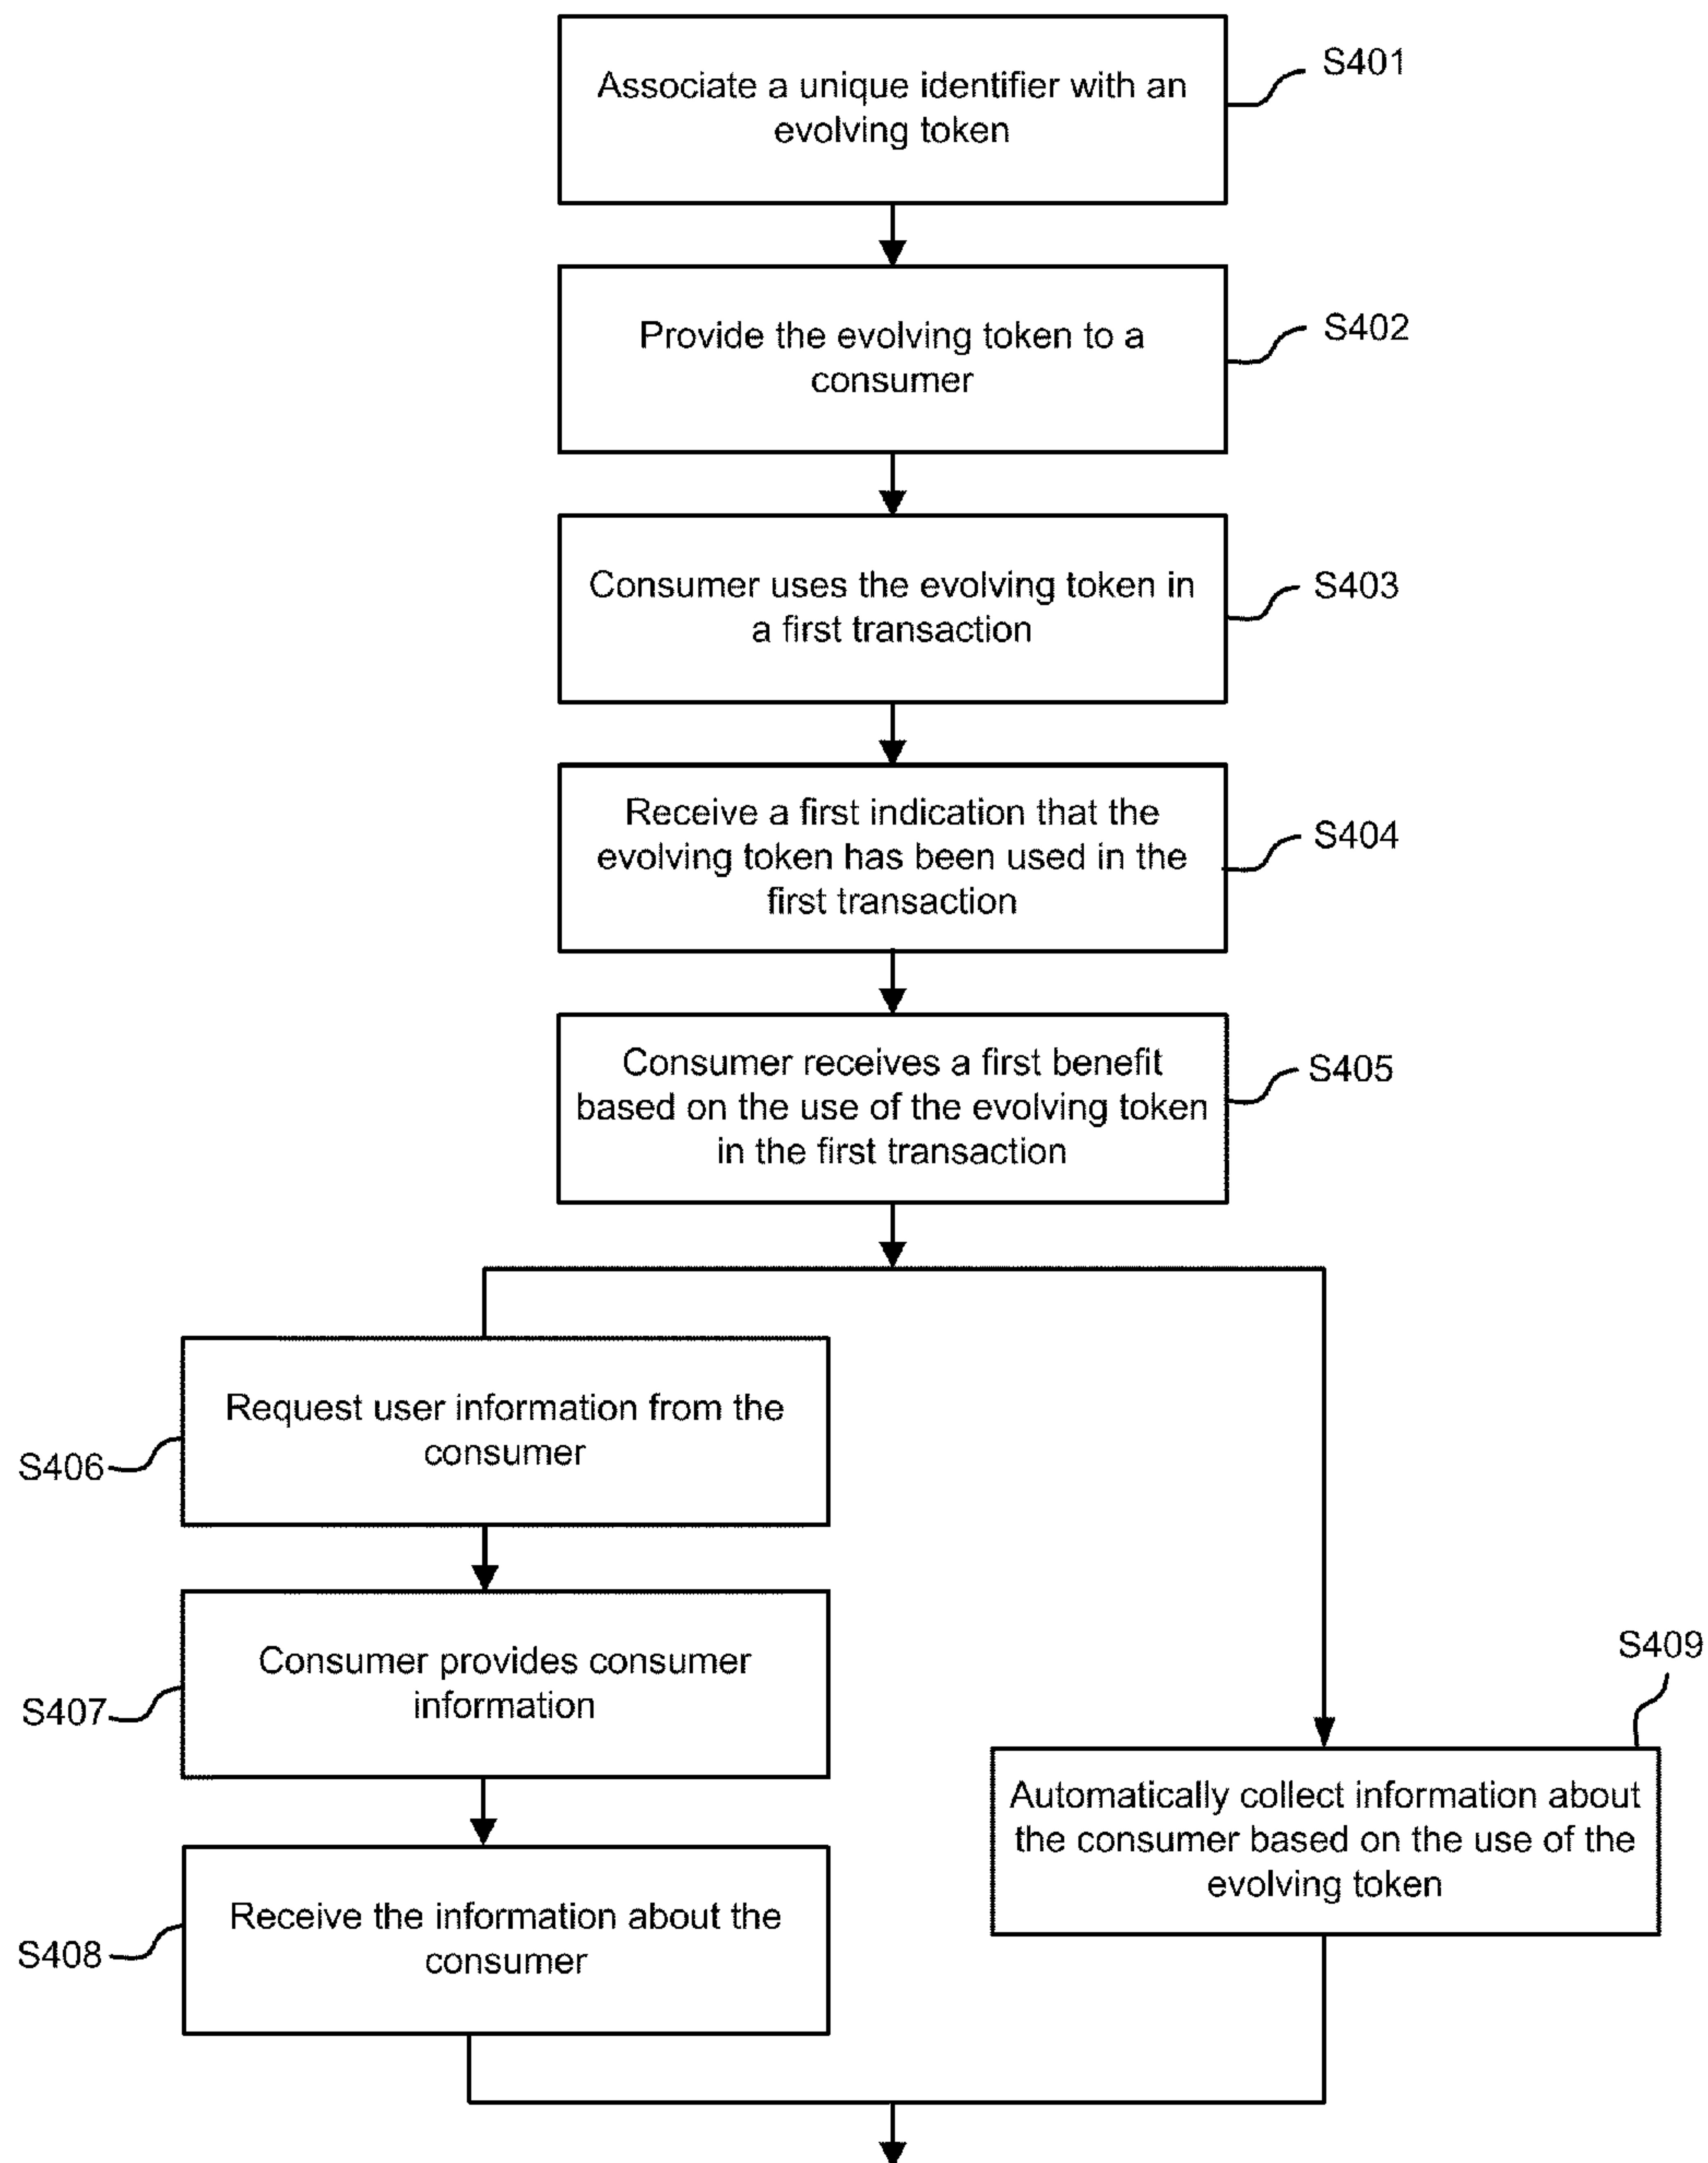 Associate a unique identifier with an
evolving token
S401
Provide the evolving token to a
consumer
S402
Consumer uses the evolving token in
a first transaction
S403
Receive a first indication that the
evolving token has been used in the
first transaction
S404
Consumer receives a first benefit
based on the use of the evolving token
in the first transaction
S405
Request user information from the
consumer
S406
Consumer provides consumer
information
S407
Receive the information about the
consumer
S408
S409
Automatically collect information about
the consumer based on the use of the
evolving token